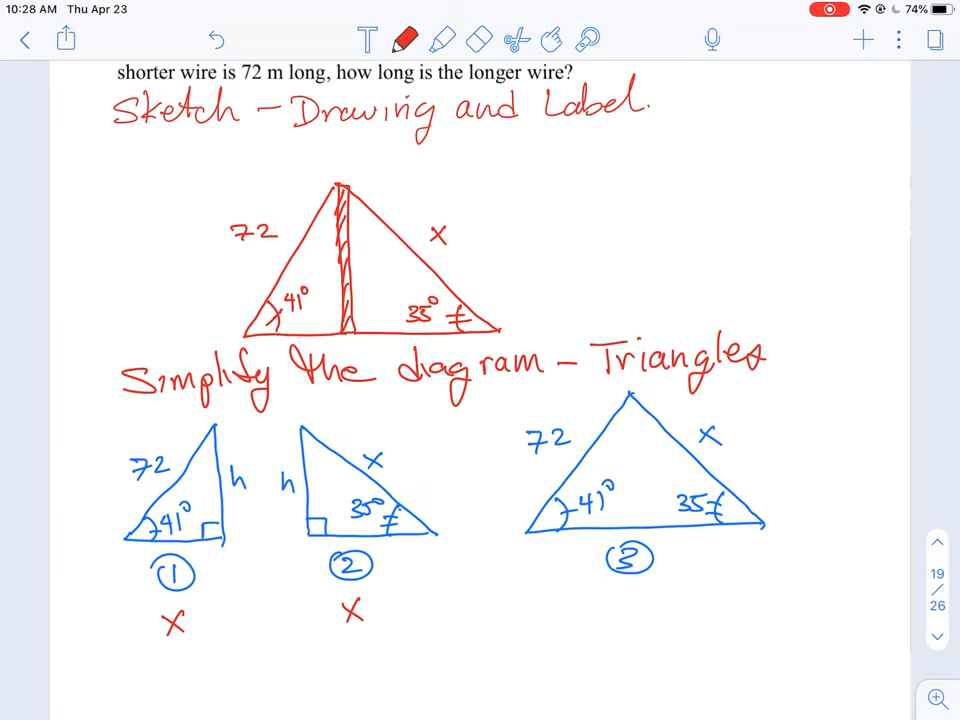 10:28 AM Thu Apr 23
74%
T
shorter wire is 72 m long, how long is the longer wire?
Sketch - Drawing and Label.
72
x
41°
35°
Simplify the diagram - Triangles
72
h
41°
1
x
h
x
35°
2
x
72
x
41°
35
3
19
/
26